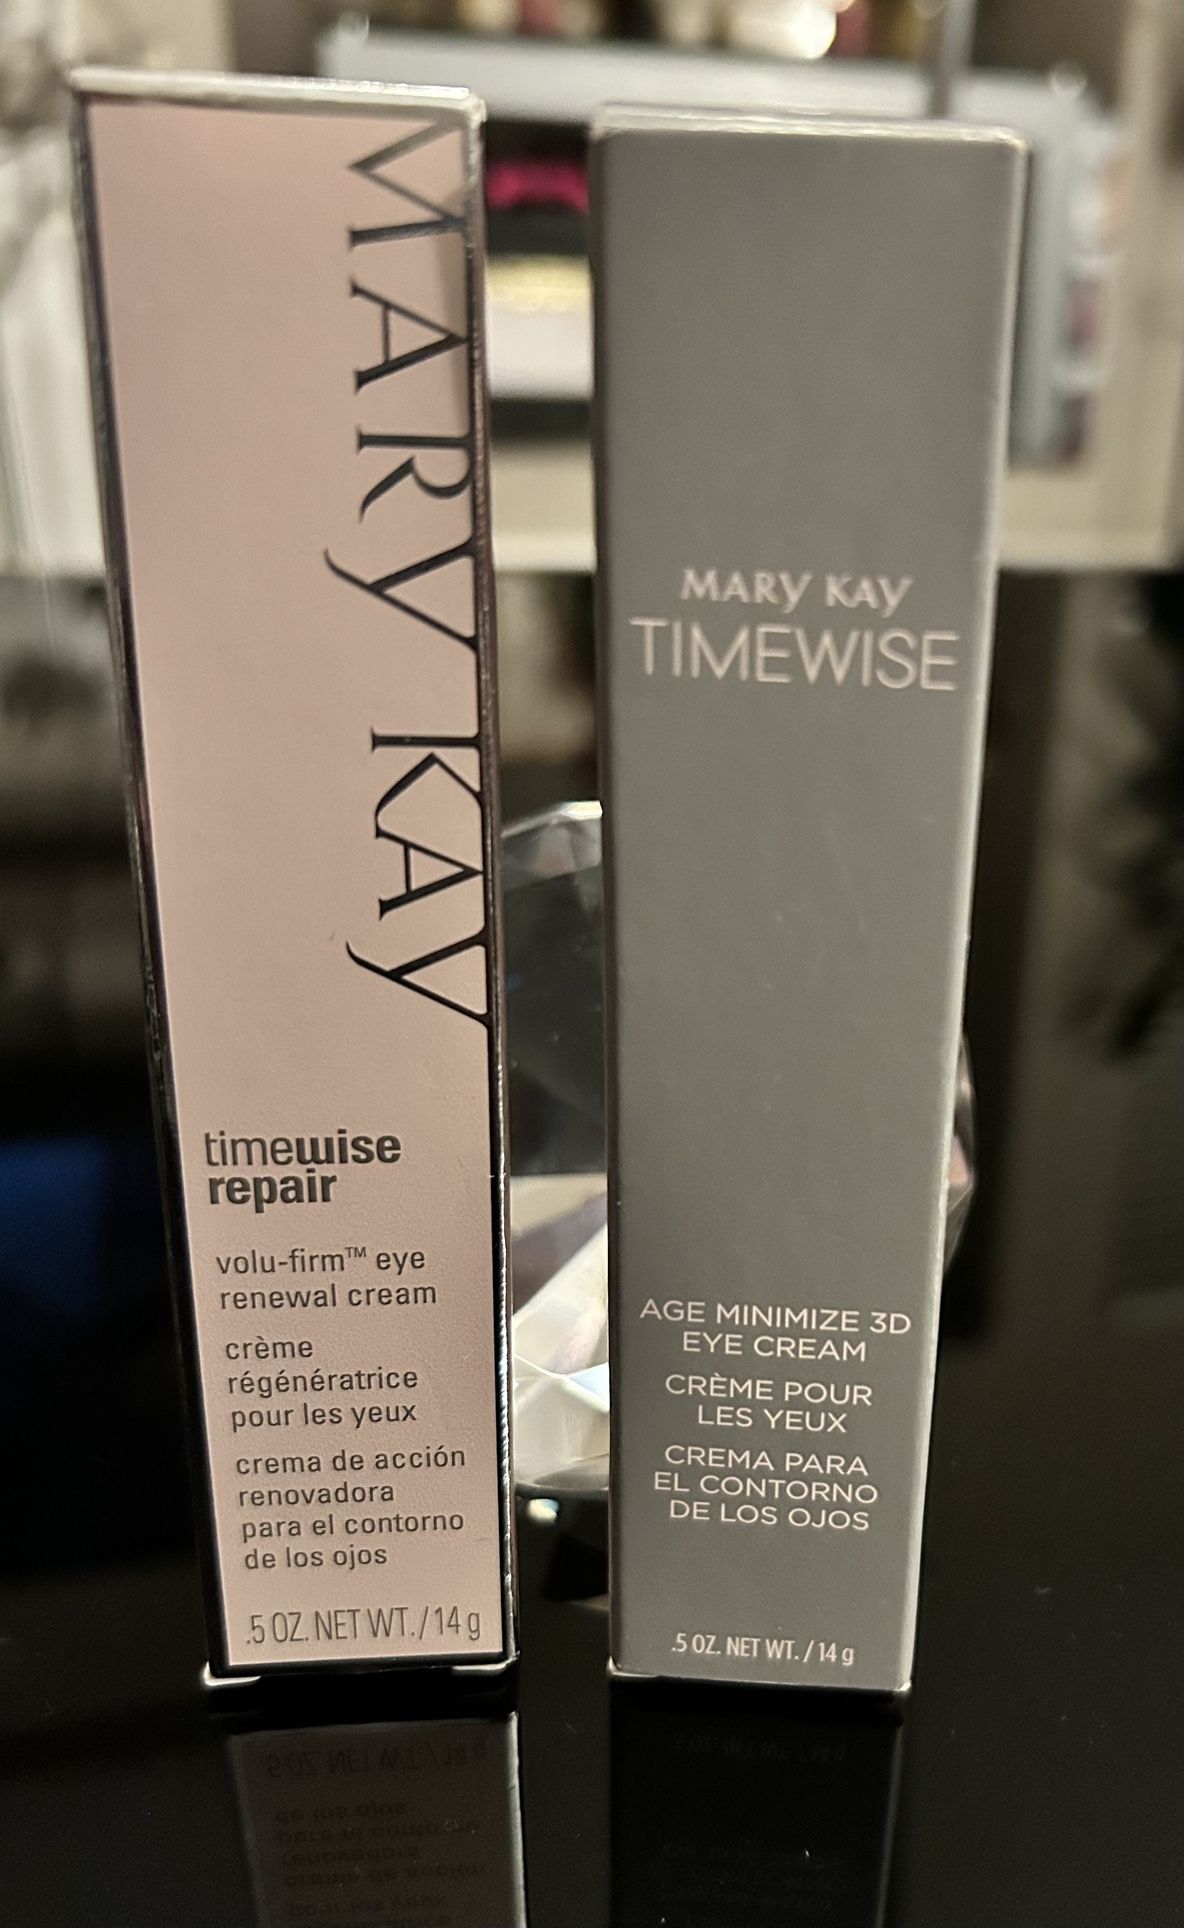 MARY KAY
timewise
repair
volu-firm™ eye
renewal cream
crème
régénératrice
pour les yeux
crema de acción
renovadora
para el contorno
de los ojos
.5 OZ. NET WT. / 14 g
MARY KAY
TIMEWISE
AGE MINIMIZE 3D
EYE CREAM
CRÈME POUR
LES YEUX
CREMA PARA
EL CONTORNO
DE LOS OJOS
.5 OZ. NET WT. / 14 g